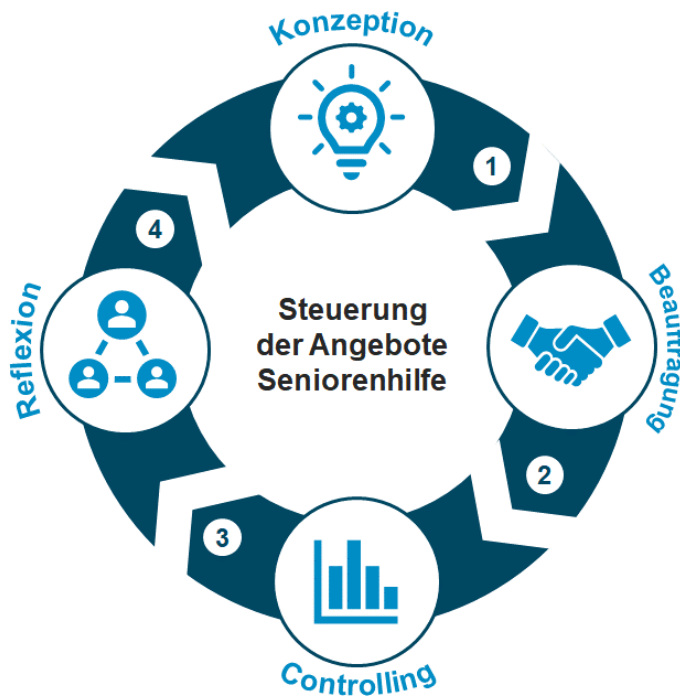 Konzeption
1
Beauftragung
2
Controlling
3
Reflexion
4
Steuerung
der Angebote
Seniorenhilfe